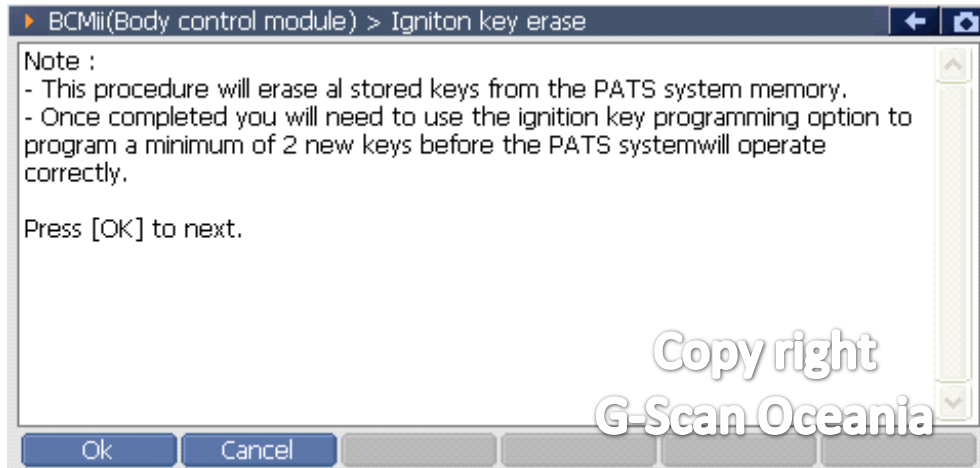 BCMii(Body control module) > Igniton key erase
Note :
- This procedure will erase al stored keys from the PATS system memory.
- Once completed you will need to use the ignition key programming option to
program a minimum of 2 new keys before the PATS systemwill operate
correctly.
Press [OK] to next.
Copy right
G-Scan Oceania
Ok
Cancel